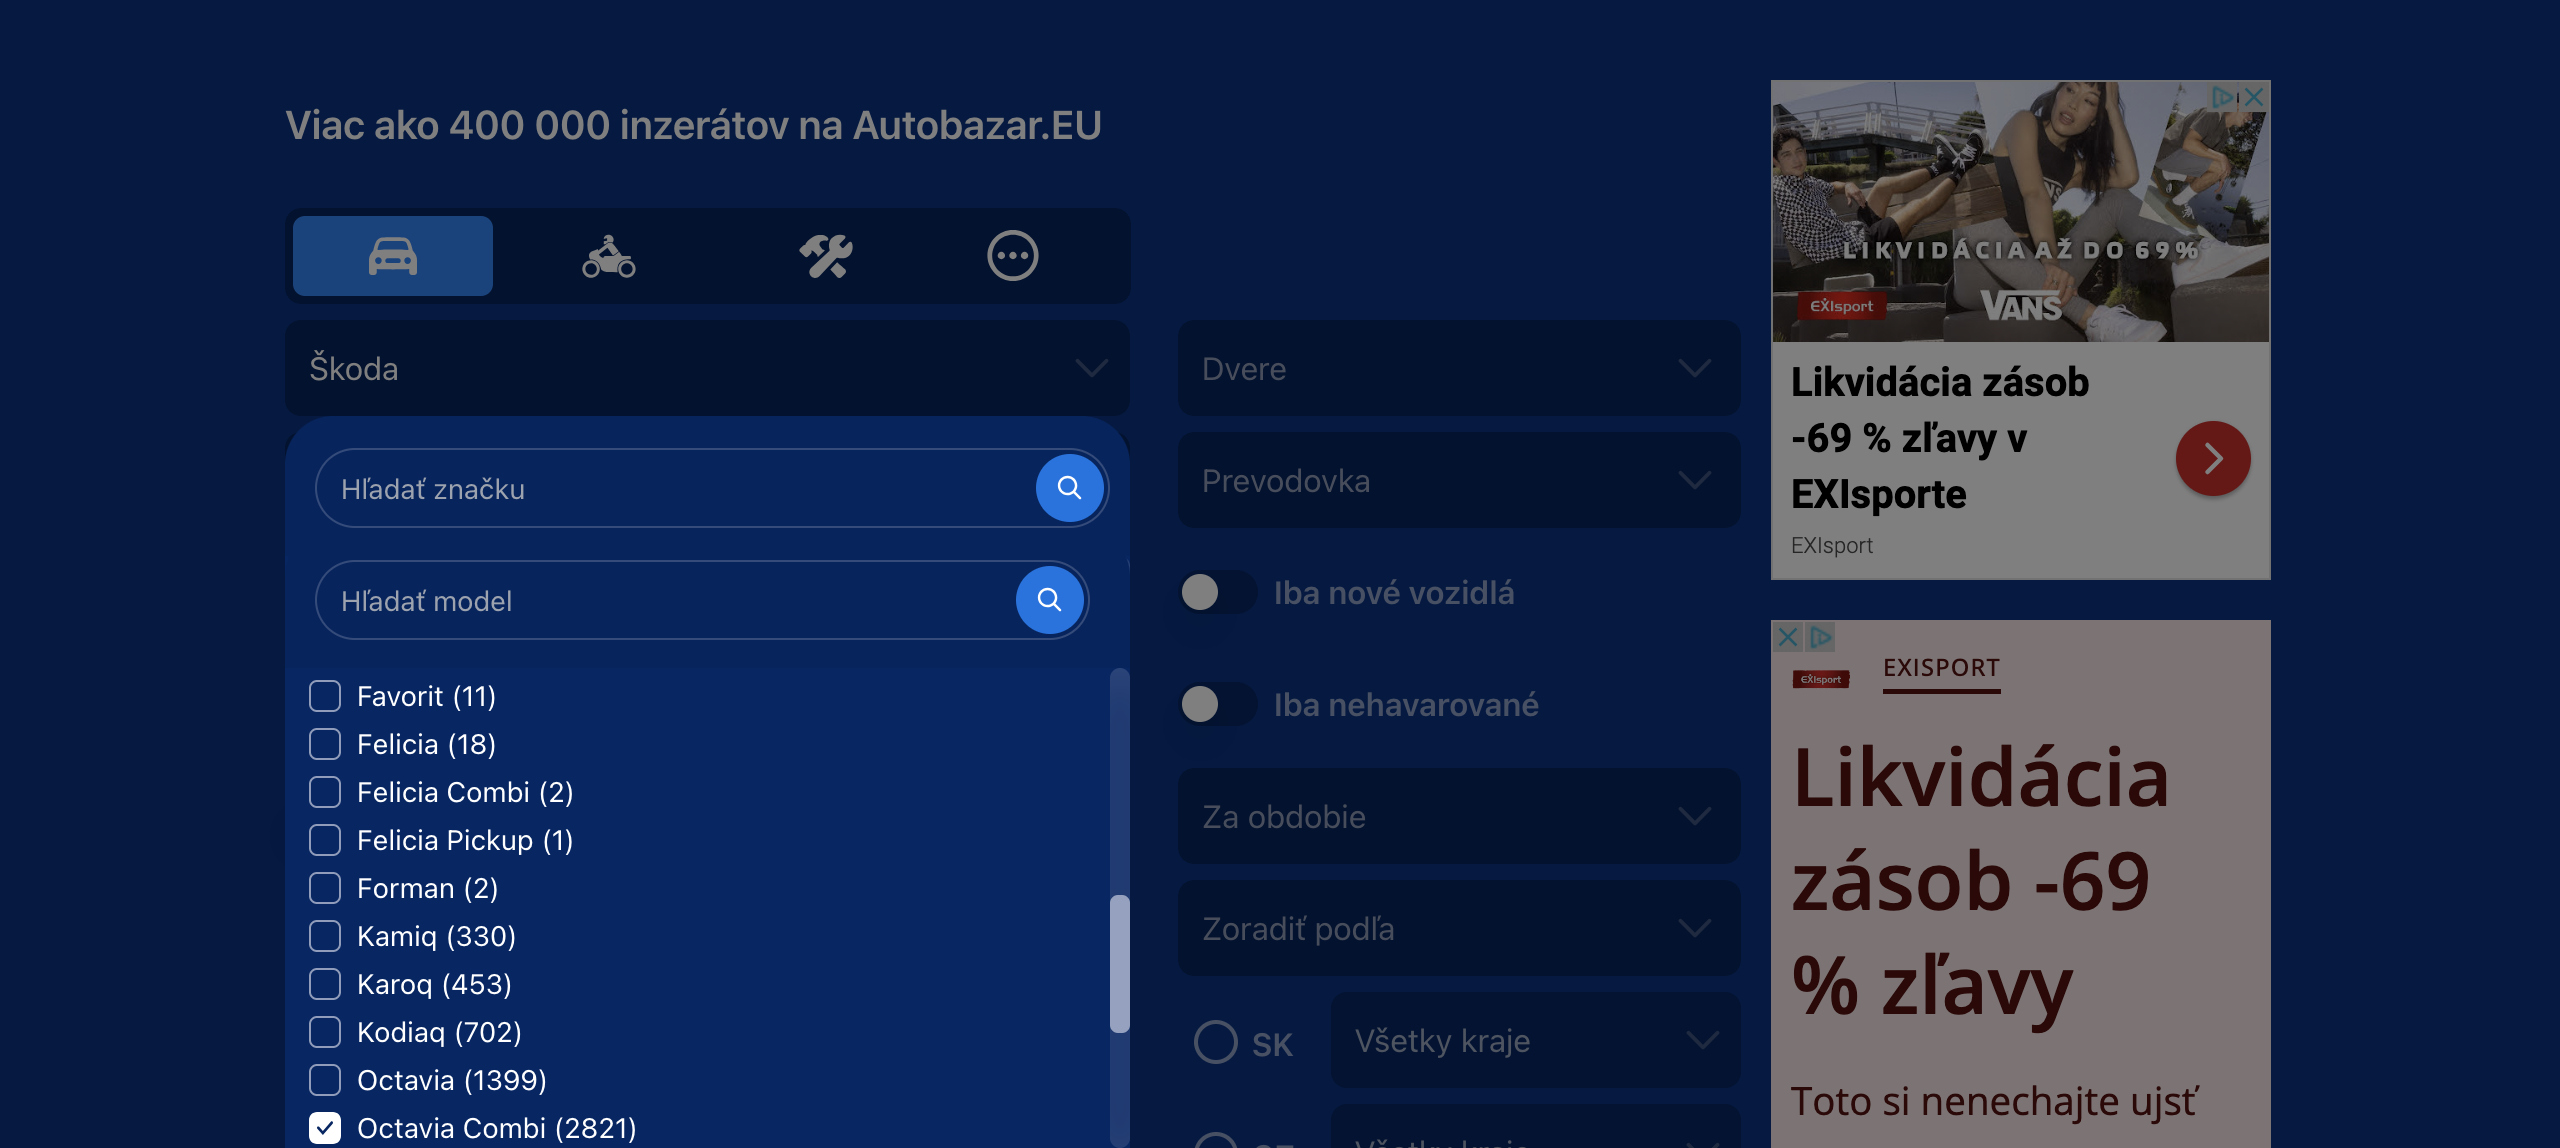 Viac ako 400 000 inzerátov na Autobazar.EU
Škoda
Hľadať značku
Hľadať model
Favorit (11)
Felicia (18)
Felicia Combi (2)
Felicia Pickup (1)
Forman (2)
Kamiq (330)
Karoq (453)
Kodiaq (702)
Octavia (1399)
Octavia Combi (2821)
Dvere
Prevodovka
Iba nové vozidlá
Iba nehavarované
Za obdobie
Zoradiť podľa
SK
Všetky kraje
LIKVIDÁCIA AŽ DO 69%
EXIsport
VANS
Likvidácia zásob
-69 % zľavy v
EXIsporte
EXIsport
EXIsport
EXISPORT
Likvidácia
zásob -69
% zľavy
Toto si nenechajte ujsť